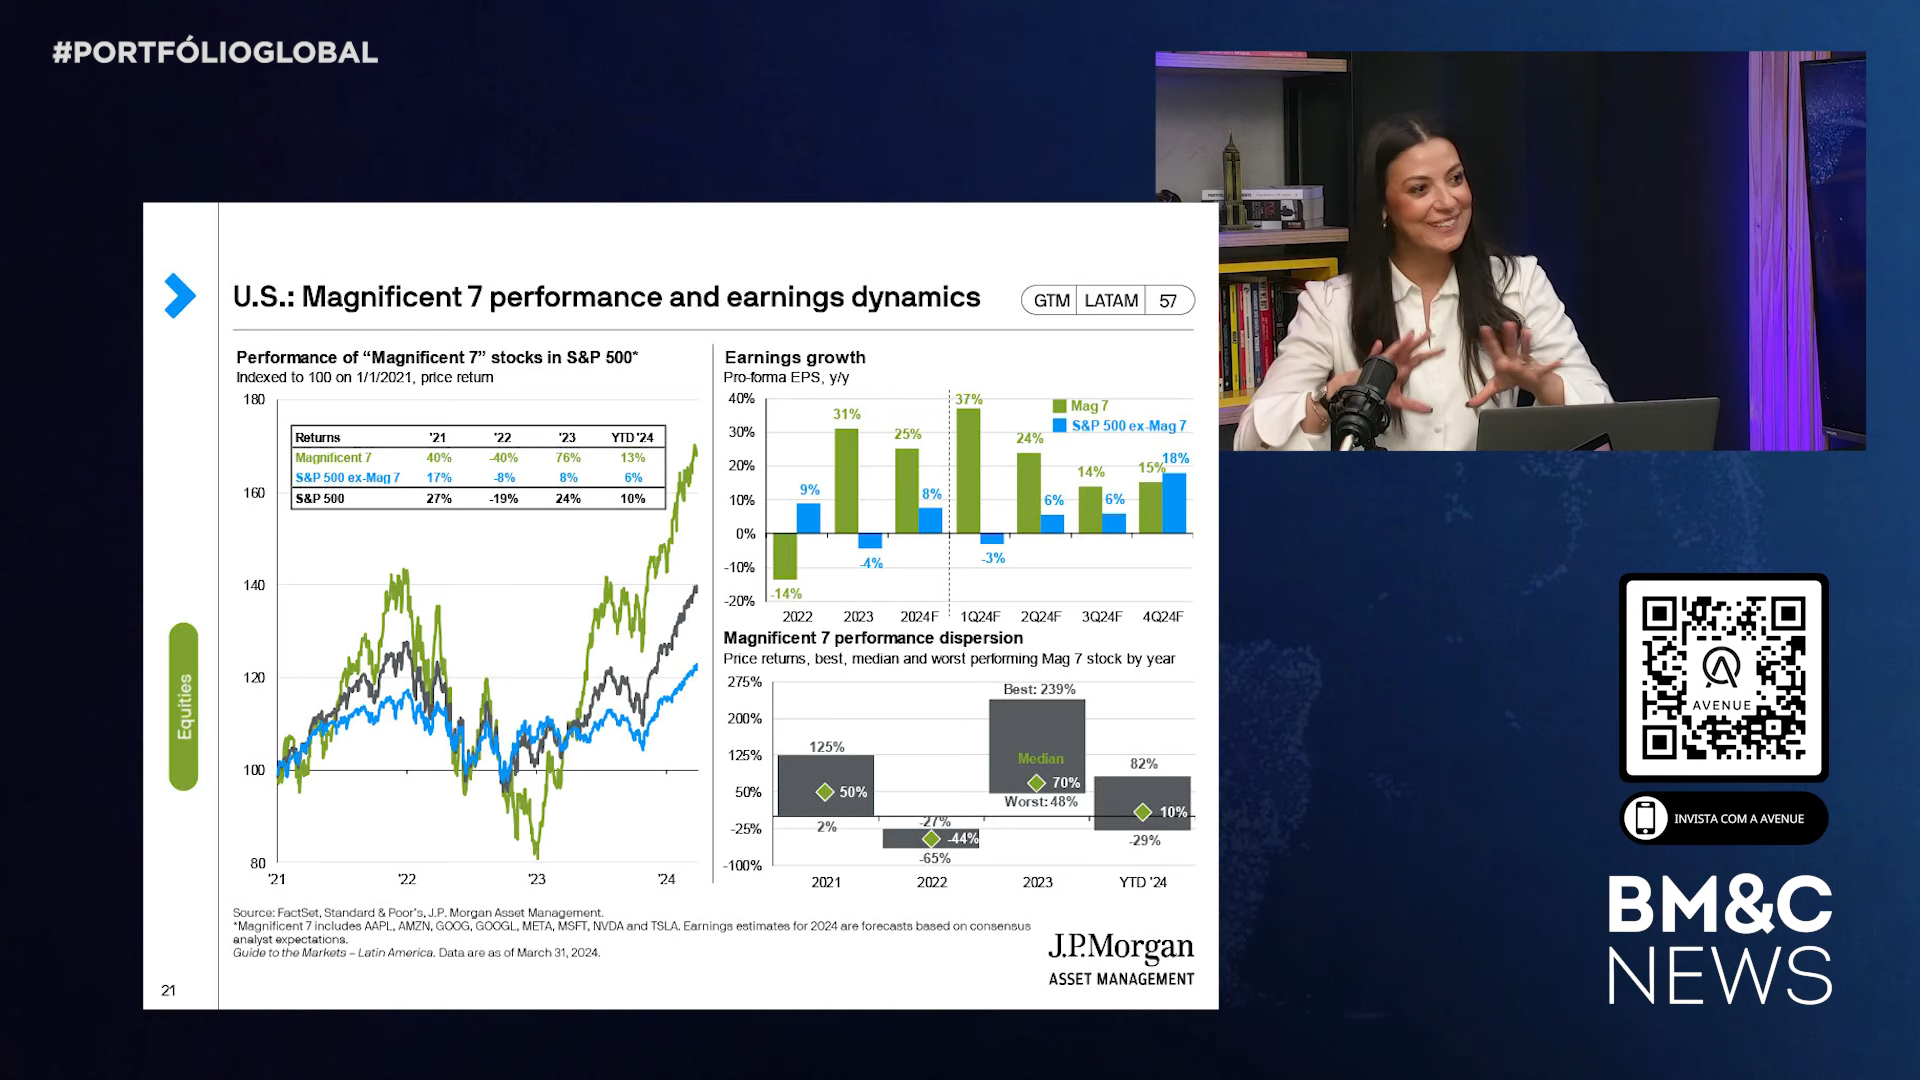 #PORTFÓLIOGLOBAL
U.S.: Magnificent 7 performance and earnings dynamics
GTM LATAM 57
Performance of “Magnificent 7” stocks in S&P 500*
Indexed to 100 on 1/1/2021, price return
180
160
140
120
100
80
Returns '21 '22 '23 YTD '24
Magnificent 7 40% -40% 76% 13%
S&P 500 ex-Mag 7 17% -8% 8% 6%
S&P 500 27% -19% 24% 10%
'21 '22 '23 '24
Earnings growth
Pro-forma EPS, y/y
40%
30%
20%
10%
0%
-10%
-20%
Mag 7
S&P 500 ex-Mag 7
-14% 9%
31% -4%
25% 8%
37% -3%
24% 6%
14% 6%
15% 18%
2022 2023 2024F 1Q24F 2Q24F 3Q24F 4Q24F
Magnificent 7 performance dispersion
Price returns, best, median and worst performing Mag 7 stock by year
275%
200%
125%
50%
-25%
-100%
125%
50%
2%
-27%
-44%
-65%
Best: 239%
Median
70%
Worst: 48%
82%
10%
-29%
2021 2022 2023 YTD '24
Equities
Source: FactSet, Standard & Poor's, J.P. Morgan Asset Management.
*Magnificent 7 includes AAPL, AMZN, GOOG, GOOGL, META, MSFT, NVDA and TSLA. Earnings estimates for 2024 are forecasts based on consensus
analyst expectations.
Guide to the Markets – Latin America. Data are as of March 31, 2024.
J.P.Morgan
ASSET MANAGEMENT
21
AVENUE
INVISTA COM A AVENUE
BM&C
NEWS